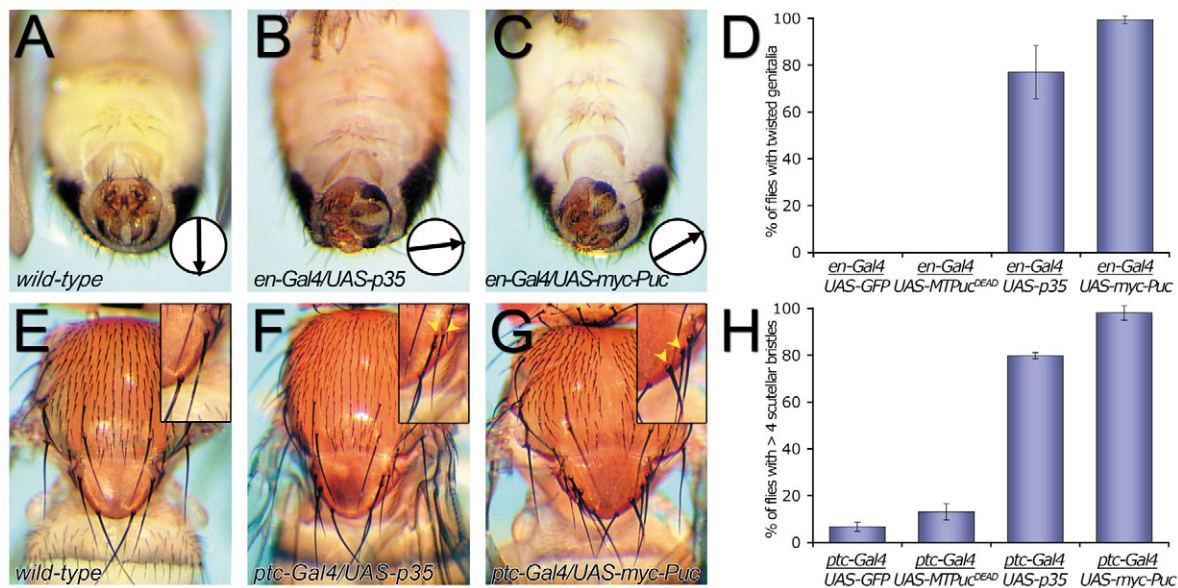 A
wild-type
B
en-Gal4/UAS-p35
C
en-Gal4/UAS-myc-Puc
D
% of flies with twisted genitalia
100
80
60
40
20
0
en-Gal4 en-Gal4 en-Gal4 en-Gal4
UAS-GFP UAS-MTPucDEAD UAS-p35 UAS-myc-Puc
E
wild-type
F
ptc-Gal4/UAS-p35
G
ptc-Gal4/UAS-myc-Puc
H
% of flies with > 4 scutellar bristles
100
80
60
40
20
0
ptc-Gal4 ptc-Gal4 ptc-Gal4 ptc-Gal4
UAS-GFP UAS-MTPucDEAD UAS-p35 UAS-myc-Puc